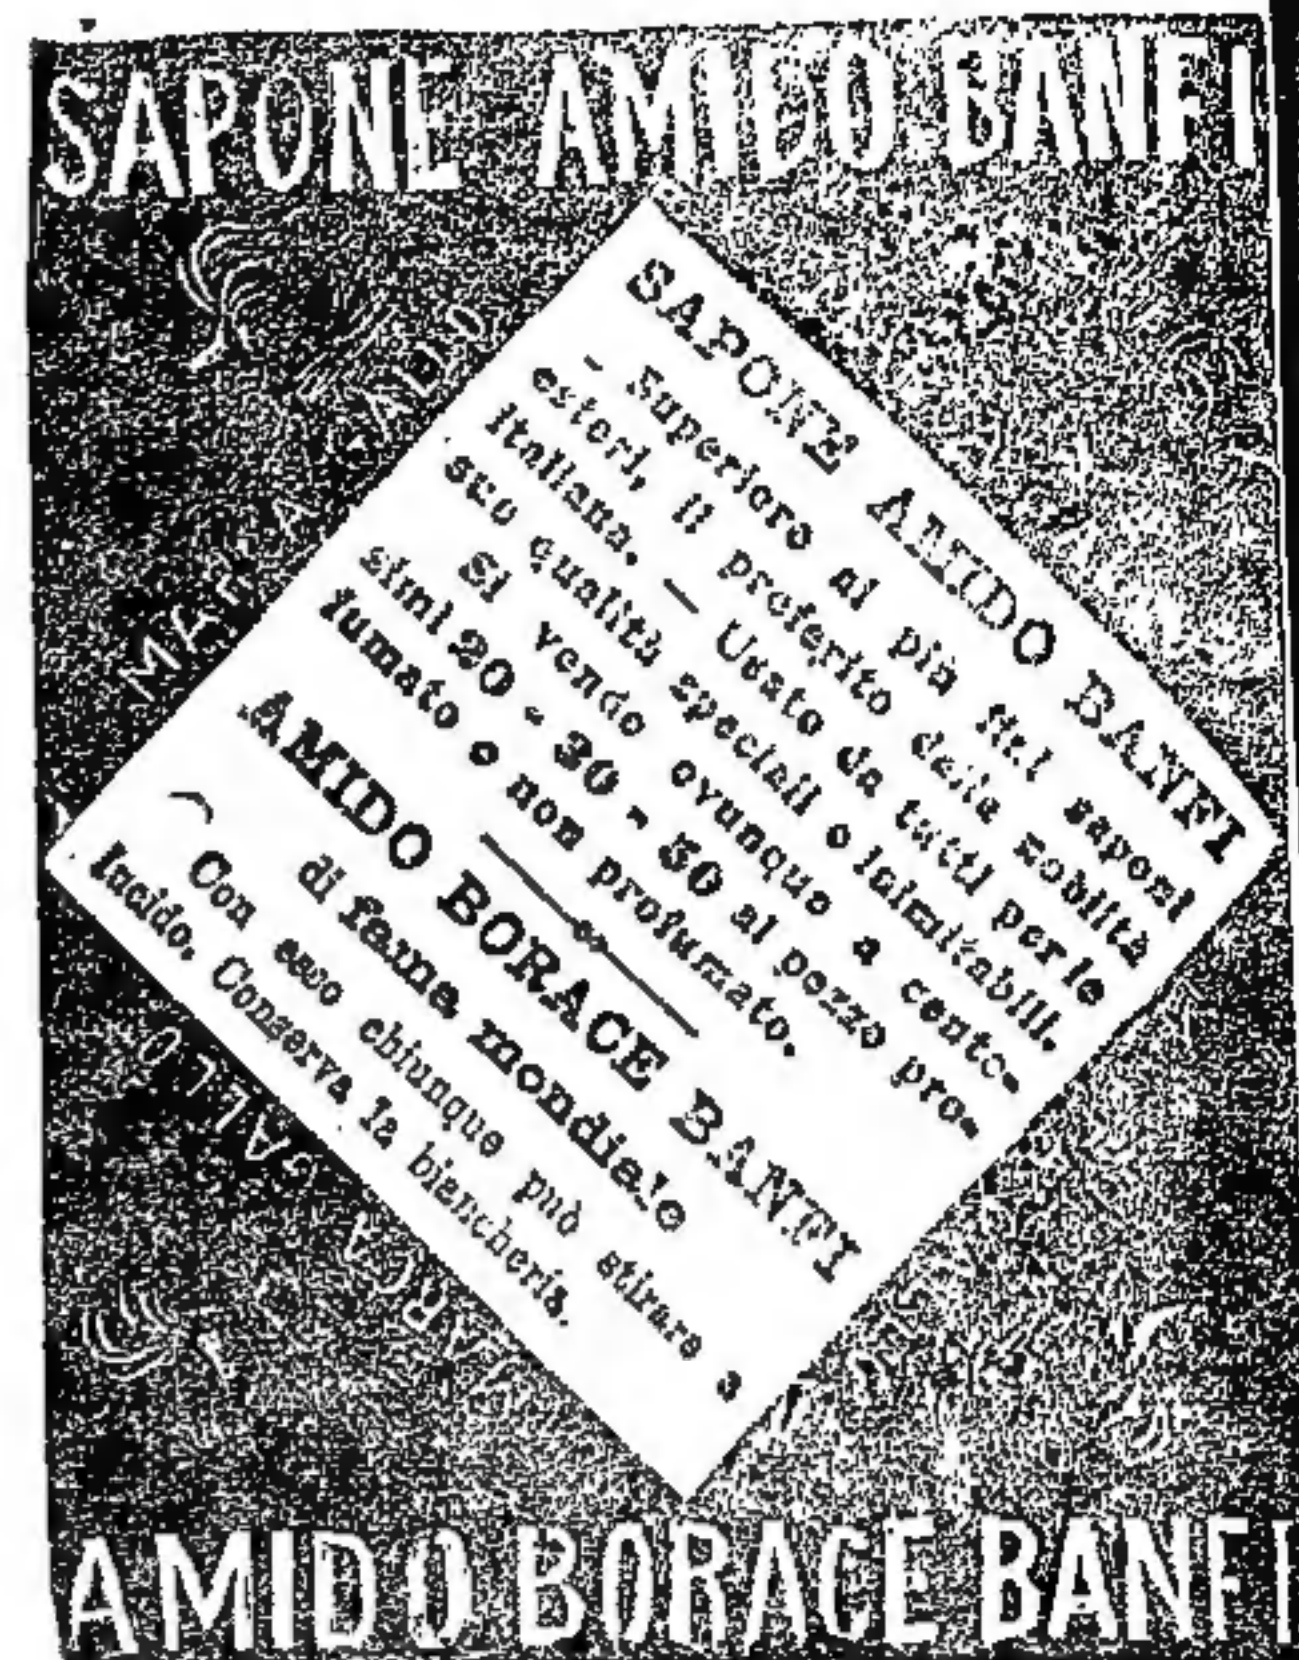 SAPONE AMIDO BANFI
MARCA GALLO
SAPONE AMIDO BANFI
- Superiore ai più fini saponi
esteri, il preferito della nobiltà
italiana. — Usato da tutti per le
sue qualità speciali e inimitabili.
Si vende ovunque a cente-
simi 20 - 30 - 50 al pezzo pro-
fumato e non profumato.
AMIDO BORACE BANFI
di fama mondiale
Con esso chiunque può stirare a
lucido. Conserva la biancheria.
MARCA GALLO
AMIDO BORACE BANFI